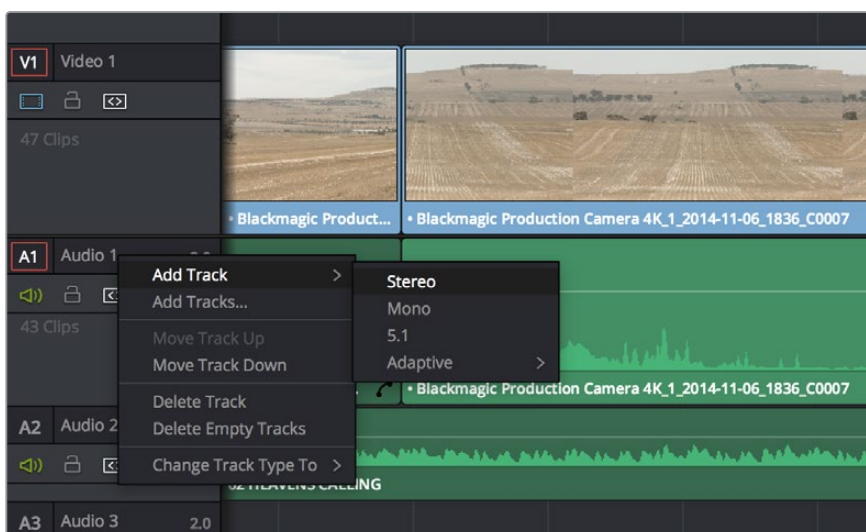 V1 Video 1
47 Clips
• Blackmagic Product...
• Blackmagic Production Camera 4K_1_2014-11-06_1836_C0007
A1 Audio 1
43 Clips
Add Track >
Add Tracks...
Move Track Up
Move Track Down
Delete Track
Delete Empty Tracks
Change Track Type To >
Stereo
Mono
5.1
Adaptive >
• Blackmagic Production Camera 4K_1_2014-11-06_1836_C0007
A2 Audio 2
HEAVENS CALLING
A3 Audio 3 2.0